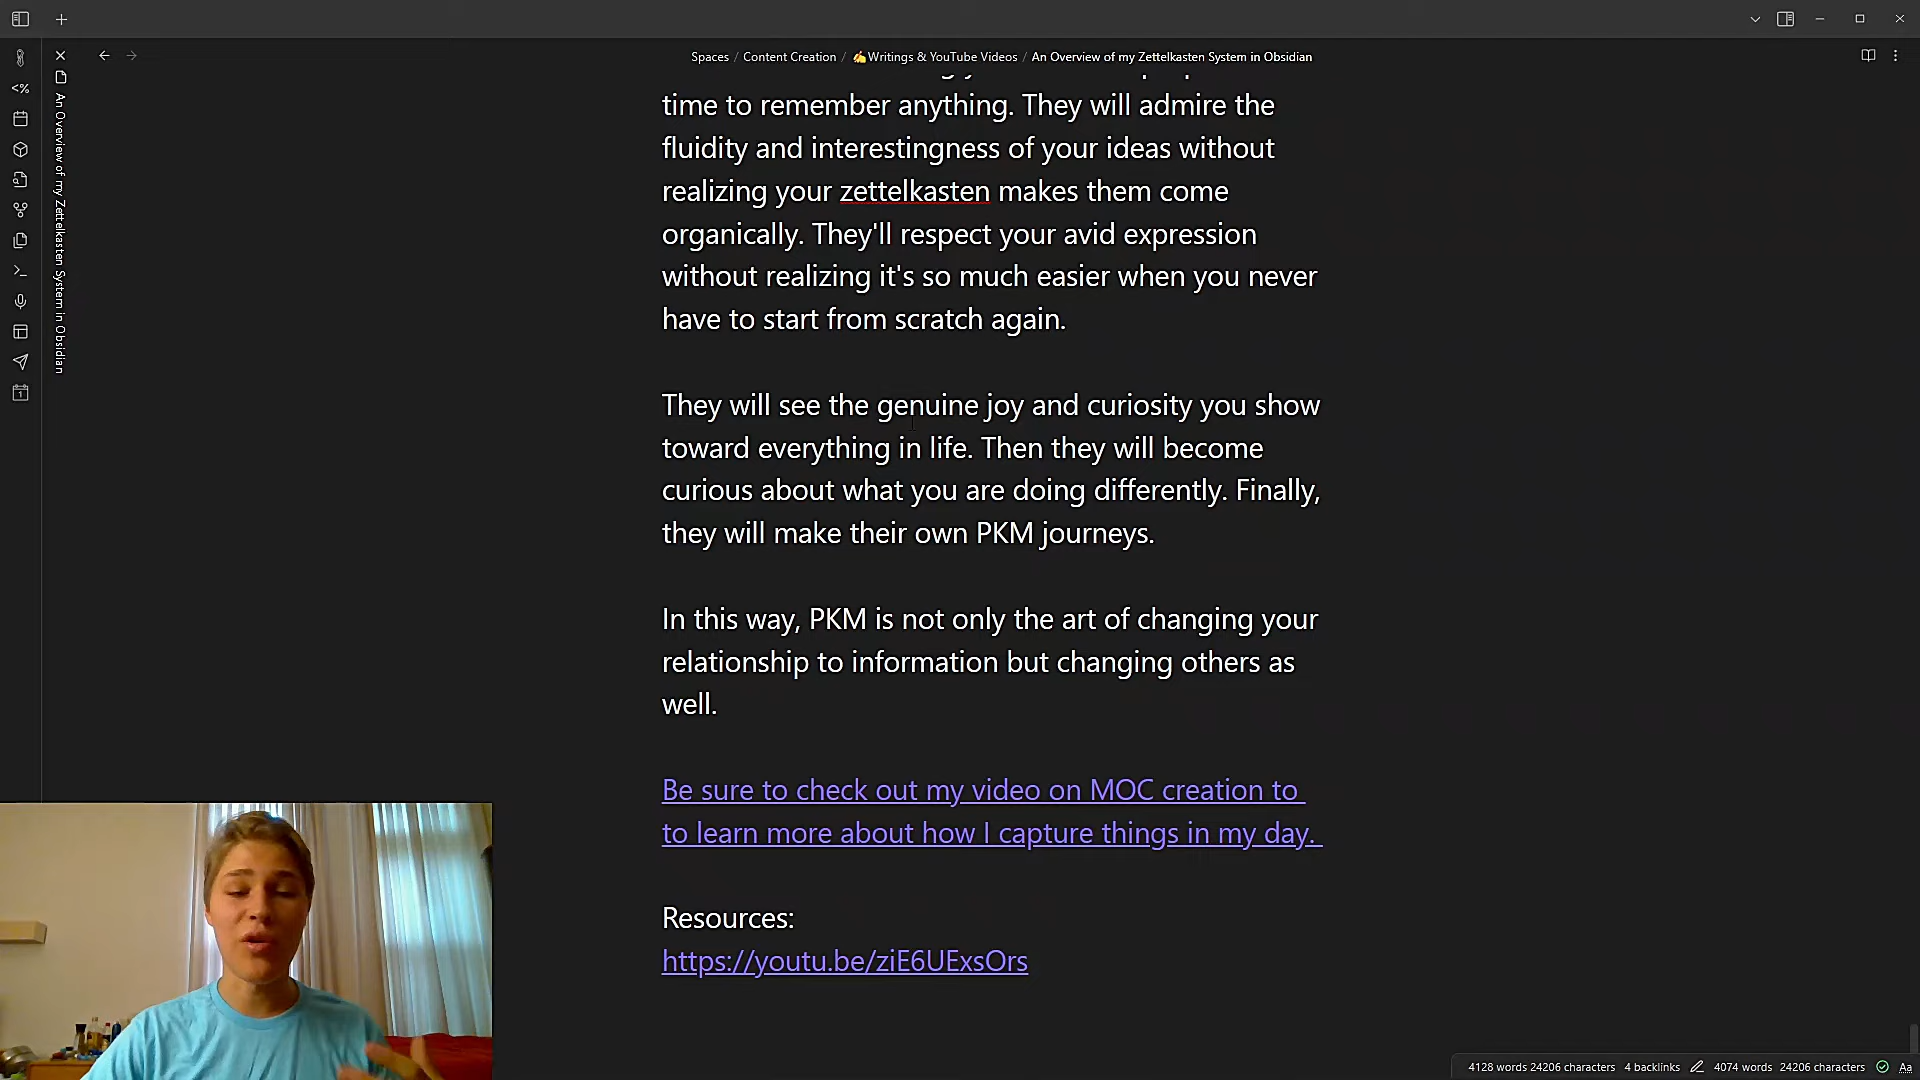 Spaces / Content Creation / ✍️Writings & YouTube Videos / An Overview of my Zettelkasten System in Obsidian
An Overview of my Zettelkasten System in Obsidian
time to remember anything. They will admire the
fluidity and interestingness of your ideas without
realizing your zettelkasten makes them come
organically. They'll respect your avid expression
without realizing it's so much easier when you never
have to start from scratch again.
They will see the genuine joy and curiosity you show
toward everything in life. Then they will become
curious about what you are doing differently. Finally,
they will make their own PKM journeys.
In this way, PKM is not only the art of changing your
relationship to information but changing others as
well.
Be sure to check out my video on MOC creation to
to learn more about how I capture things in my day.
Resources:
https://youtu.be/ziE6UExsOrs
4128 words 24206 characters 4 backlinks 4074 words 24206 characters Aa